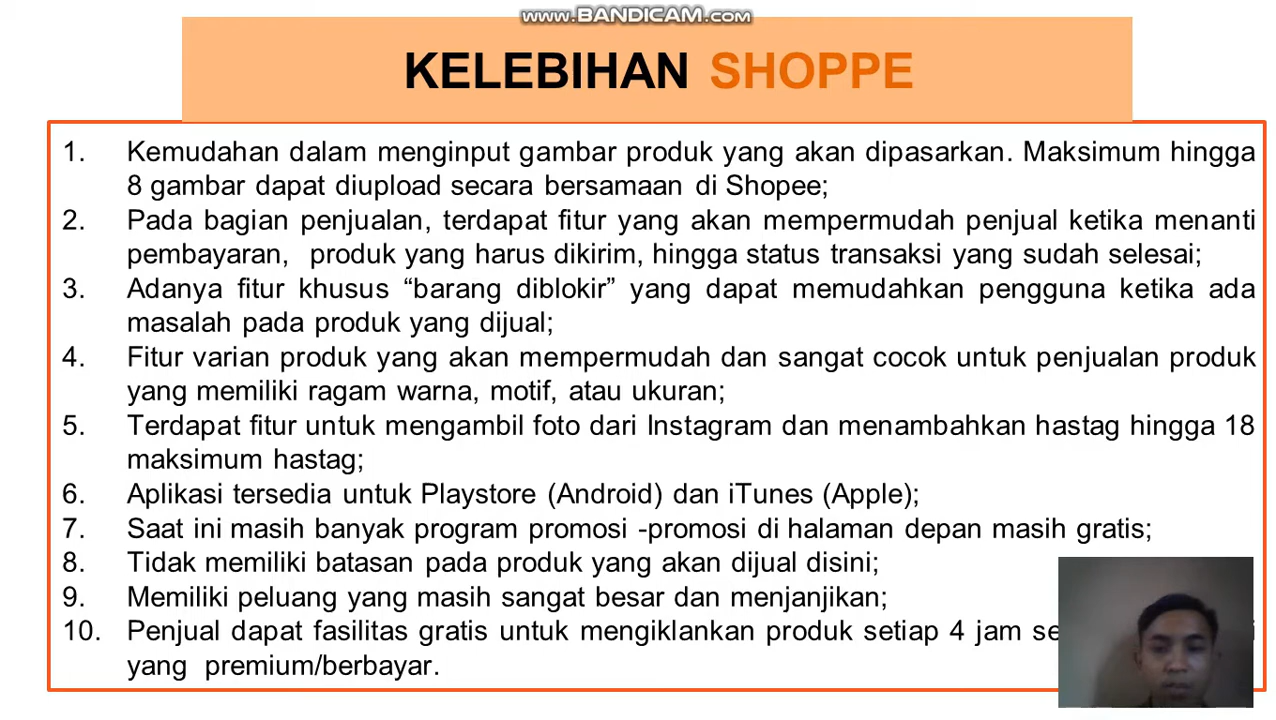 www.BANDICAM.com
KELEBIHAN SHOPPE
1. Kemudahan dalam menginput gambar produk yang akan dipasarkan. Maksimum hingga
8 gambar dapat diupload secara bersamaan di Shopee;
2. Pada bagian penjualan, terdapat fitur yang akan mempermudah penjual ketika menanti
pembayaran, produk yang harus dikirim, hingga status transaksi yang sudah selesai;
3. Adanya fitur khusus “barang diblokir” yang dapat memudahkan pengguna ketika ada
masalah pada produk yang dijual;
4. Fitur varian produk yang akan mempermudah dan sangat cocok untuk penjualan produk
yang memiliki ragam warna, motif, atau ukuran;
5. Terdapat fitur untuk mengambil foto dari Instagram dan menambahkan hastag hingga 18
maksimum hastag;
6. Aplikasi tersedia untuk Playstore (Android) dan iTunes (Apple);
7. Saat ini masih banyak program promosi -promosi di halaman depan masih gratis;
8. Tidak memiliki batasan pada produk yang akan dijual disini;
9. Memiliki peluang yang masih sangat besar dan menjanjikan;
10. Penjual dapat fasilitas gratis untuk mengiklankan produk setiap 4 jam
yang premium/berbayar.